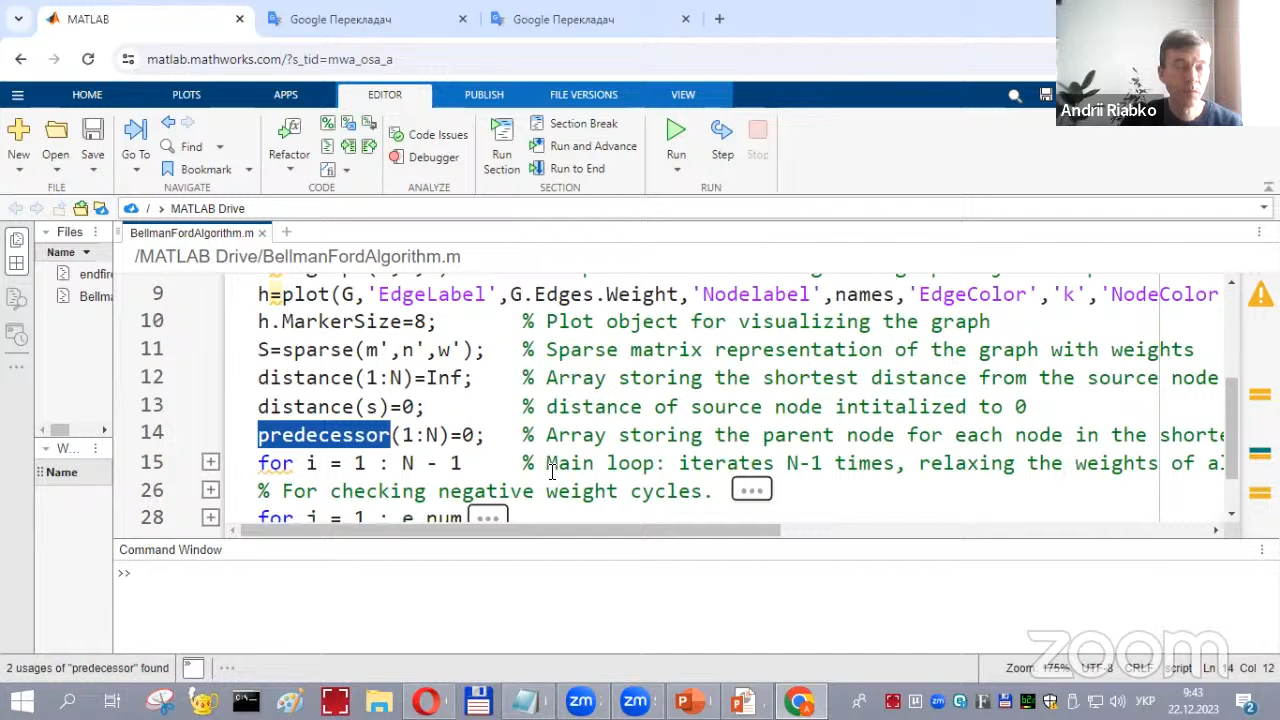 MATLAB
Google Перекладач
Google Перекладач
matlab.mathworks.com/?s_tid=mwa_osa_a
Andrii Riabko
HOME PLOTS APPS EDITOR PUBLISH FILE VERSIONS VIEW
New Open Save Go To Find Bookmark Refactor Code Issues Debugger Run Section Section Break Run and Advance Run to End Run Step Stop
FILE NAVIGATE CODE ANALYZE SECTION RUN
/ MATLAB Drive
Files
Name
endfire
Bellma
W...
Name
BellmanFordAlgorithm.m
/MATLAB Drive/BellmanFordAlgorithm.m
9 h=plot(G,'EdgeLabel',G.Edges.Weight,'Nodelabel',names,'EdgeColor','k','NodeColor
10 h.MarkerSize=8; % Plot object for visualizing the graph
11 S=sparse(m',n',w'); % Sparse matrix representation of the graph with weights
12 distance(1:N)=Inf; % Array storing the shortest distance from the source node
13 distance(s)=0; % distance of source node intitalized to 0
14 predecessor(1:N)=0; % Array storing the parent node for each node in the shorte
15 for i = 1 : N - 1 % Main loop: iterates N-1 times, relaxing the weights of al
26 % For checking negative weight cycles. ...
28 for i = 1 : e_num...
Command Window
>>
zoom
2 usages of "predecessor" found
Zoom: 175% UTF-8 CRLF script Ln 14 Col 12
УКР
9:43
22.12.2023
2